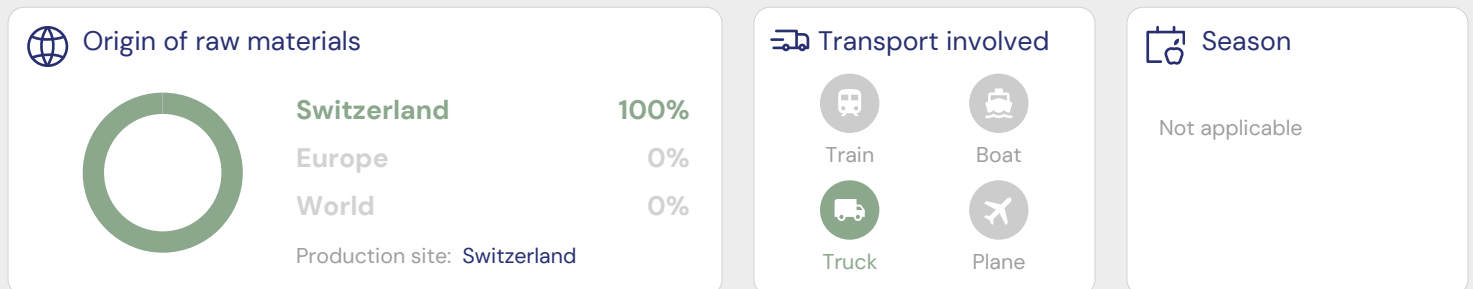 Origin of raw materials
Switzerland 100%
Europe 0%
World 0%
Production site: Switzerland
Transport involved
Train Boat
Truck Plane
Season
Not applicable